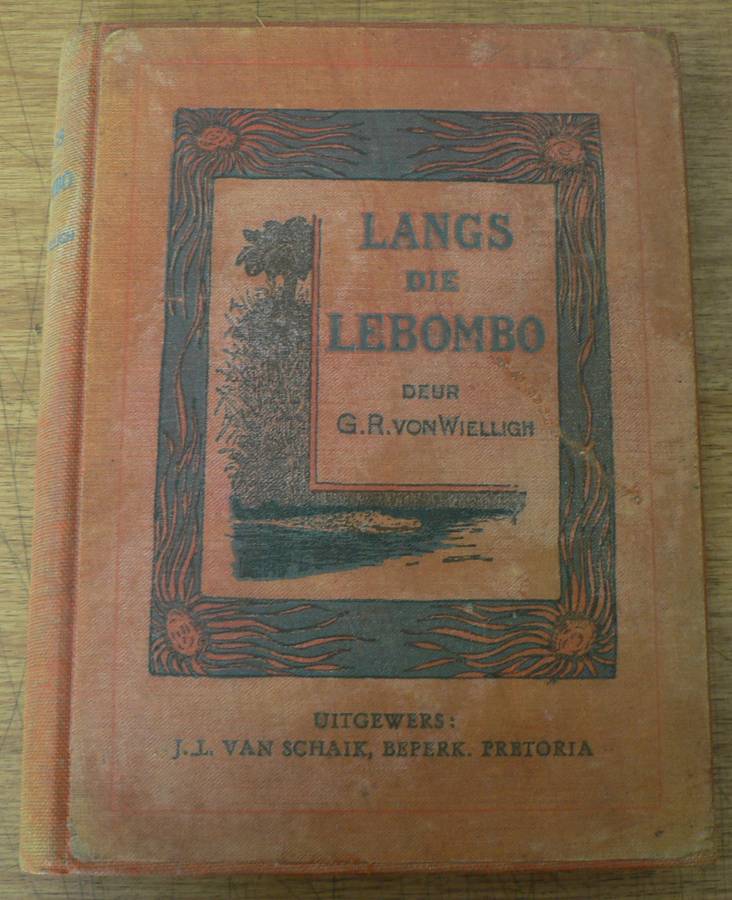 LANGS
DIE
LEBOMBO
DEUR
G.R. VON WIELLIGH
UITGEWERS:
J. L. VAN SCHAIK, BEPERK. PRETORIA